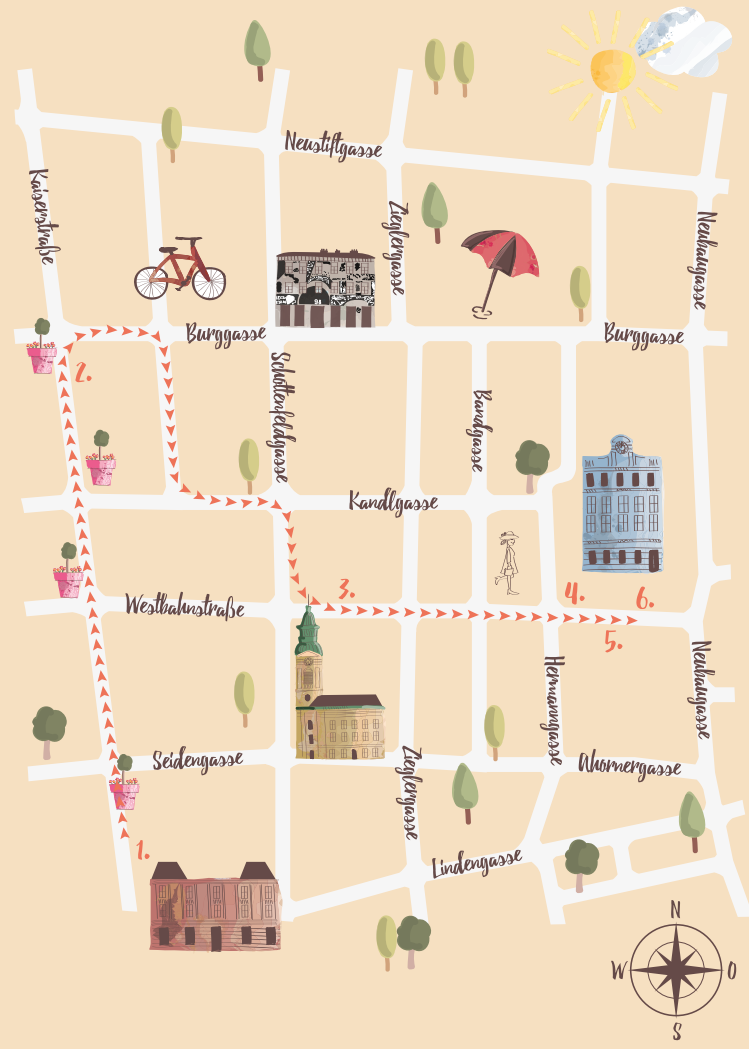 Neustiftgasse
Kaiserstraße
Zieglergasse
Neubaugasse
Burggasse
Burggasse
2.
Schottenfeldgasse
Bandgasse
Kandlgasse
3.
4.
6.
Westbahnstraße
5.
Hermanngasse
Neubaugasse
Seidengasse
Zieglergasse
Ahornergasse
1.
Lindengasse
N
W
O
S